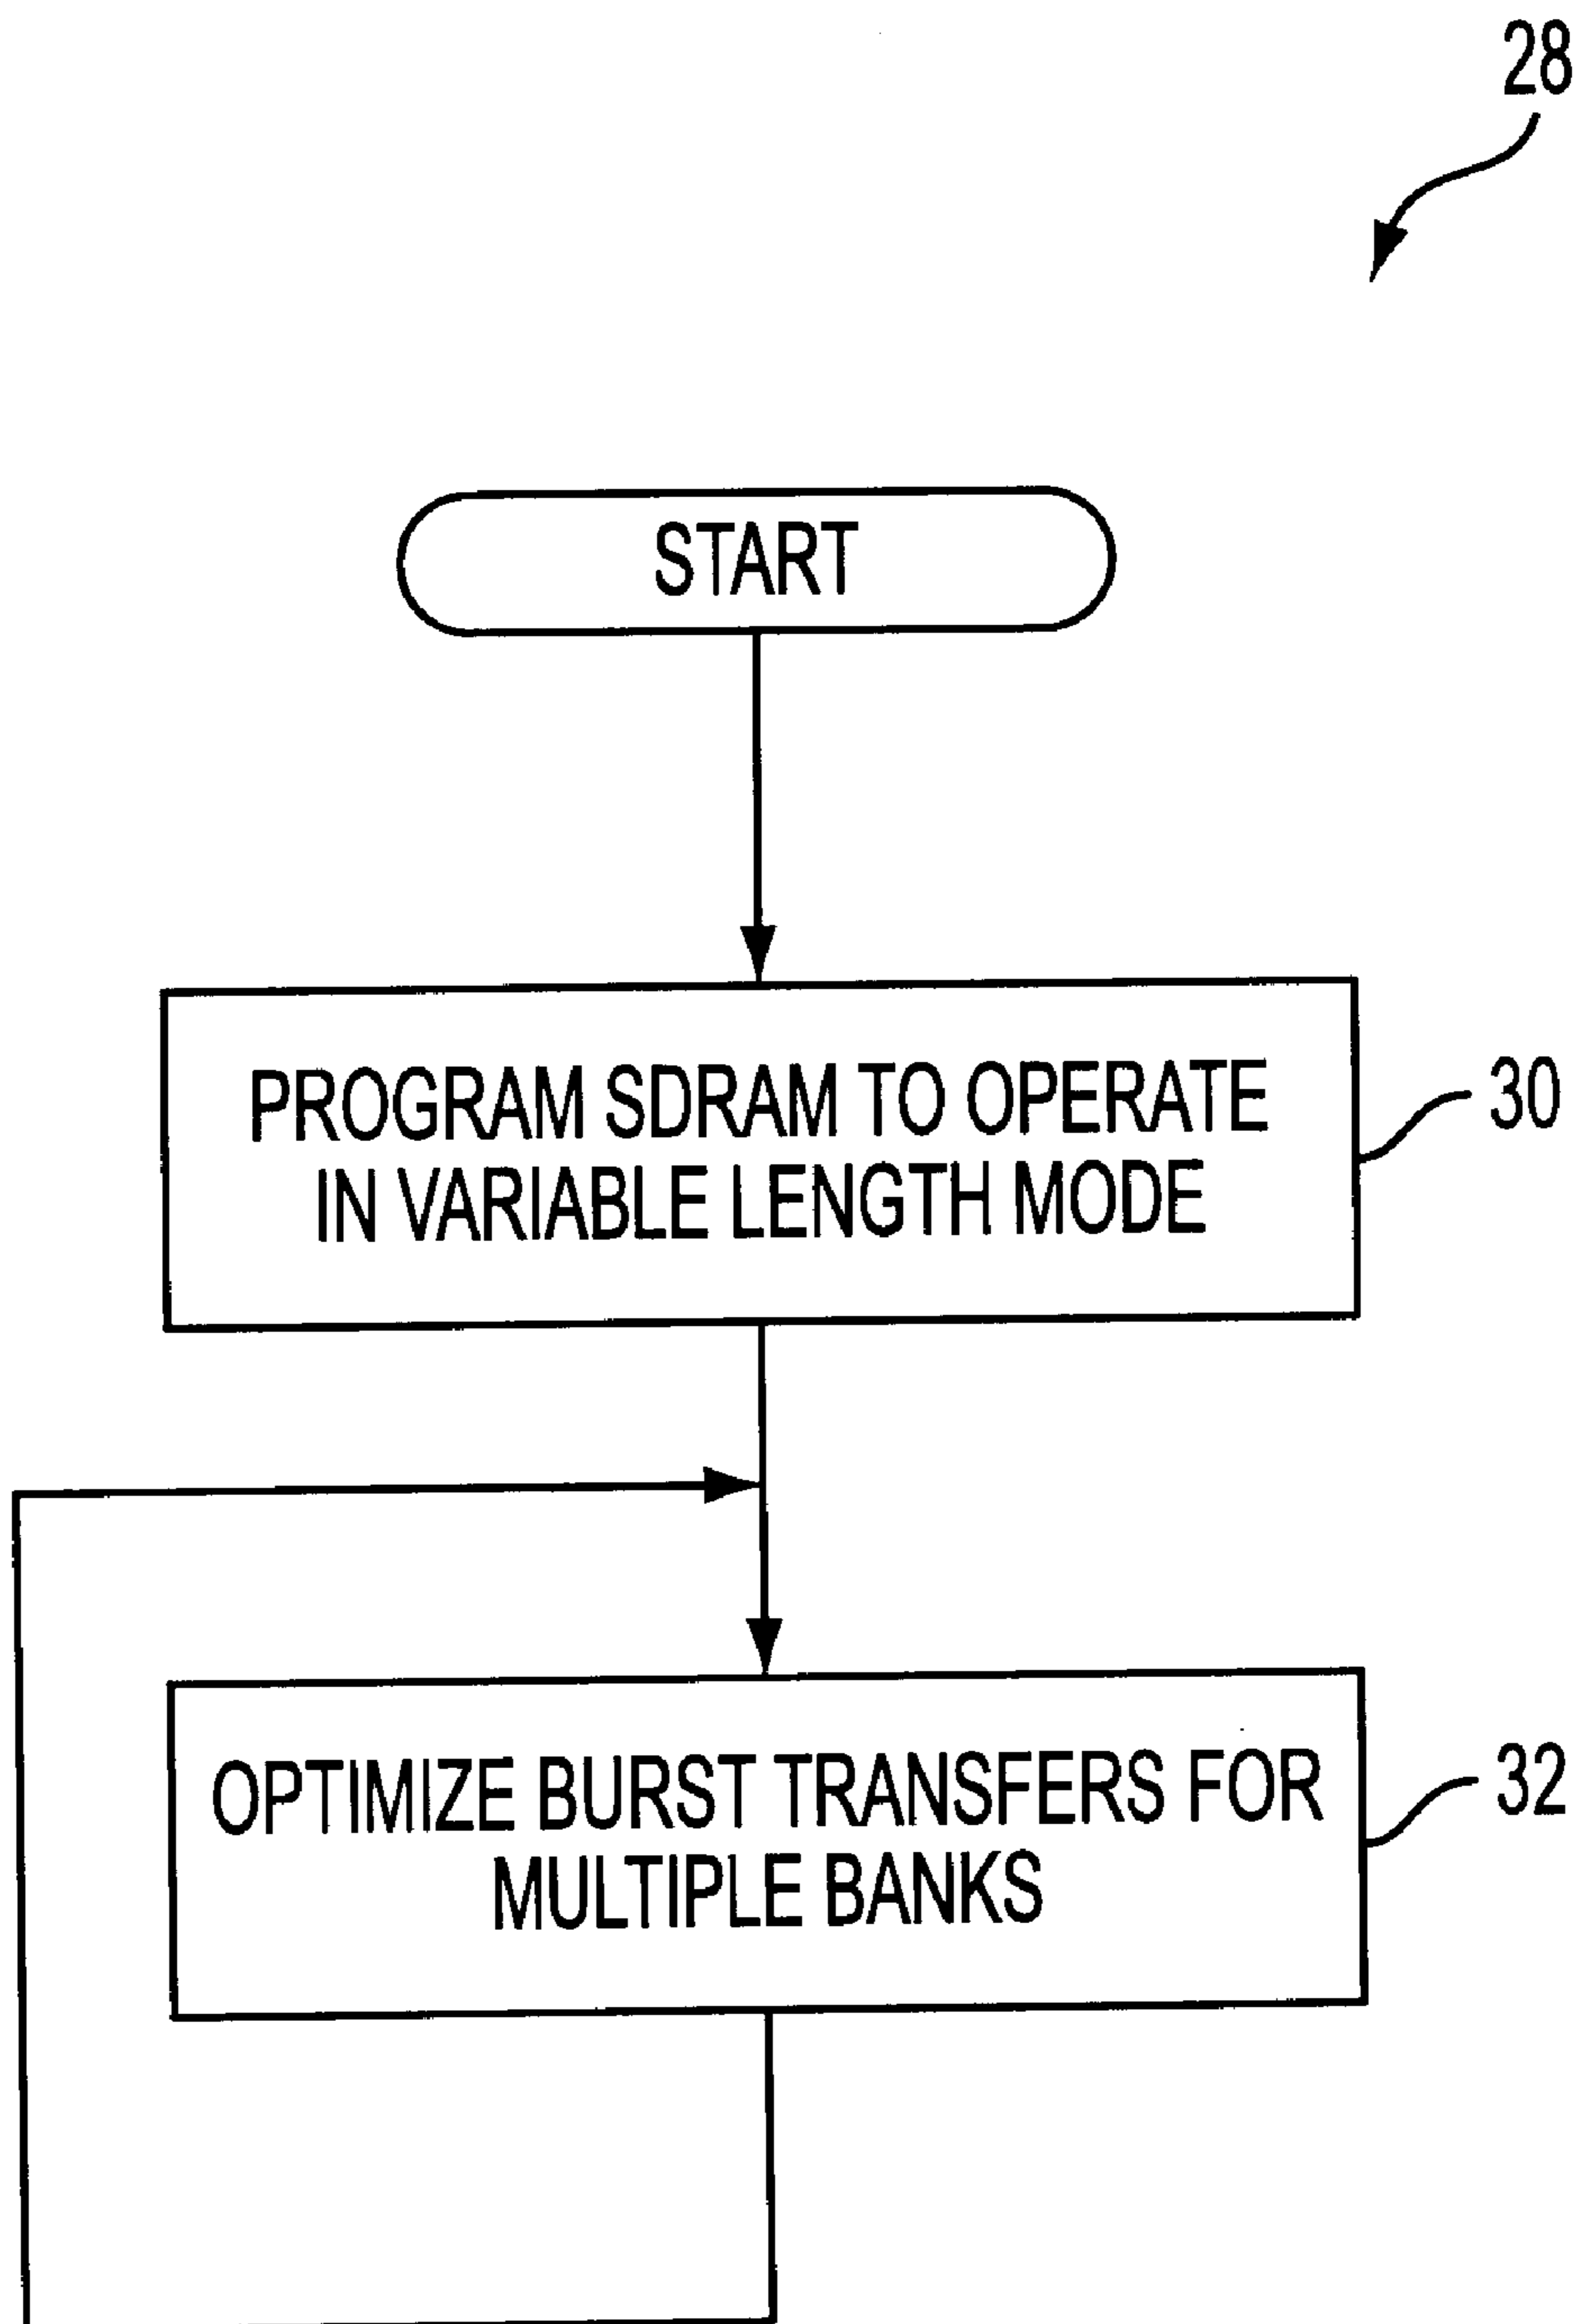 28
START
PROGRAM SDRAM TO OPERATE
IN VARIABLE LENGTH MODE
30
OPTIMIZE BURST TRANSFERS FOR
MULTIPLE BANKS
32